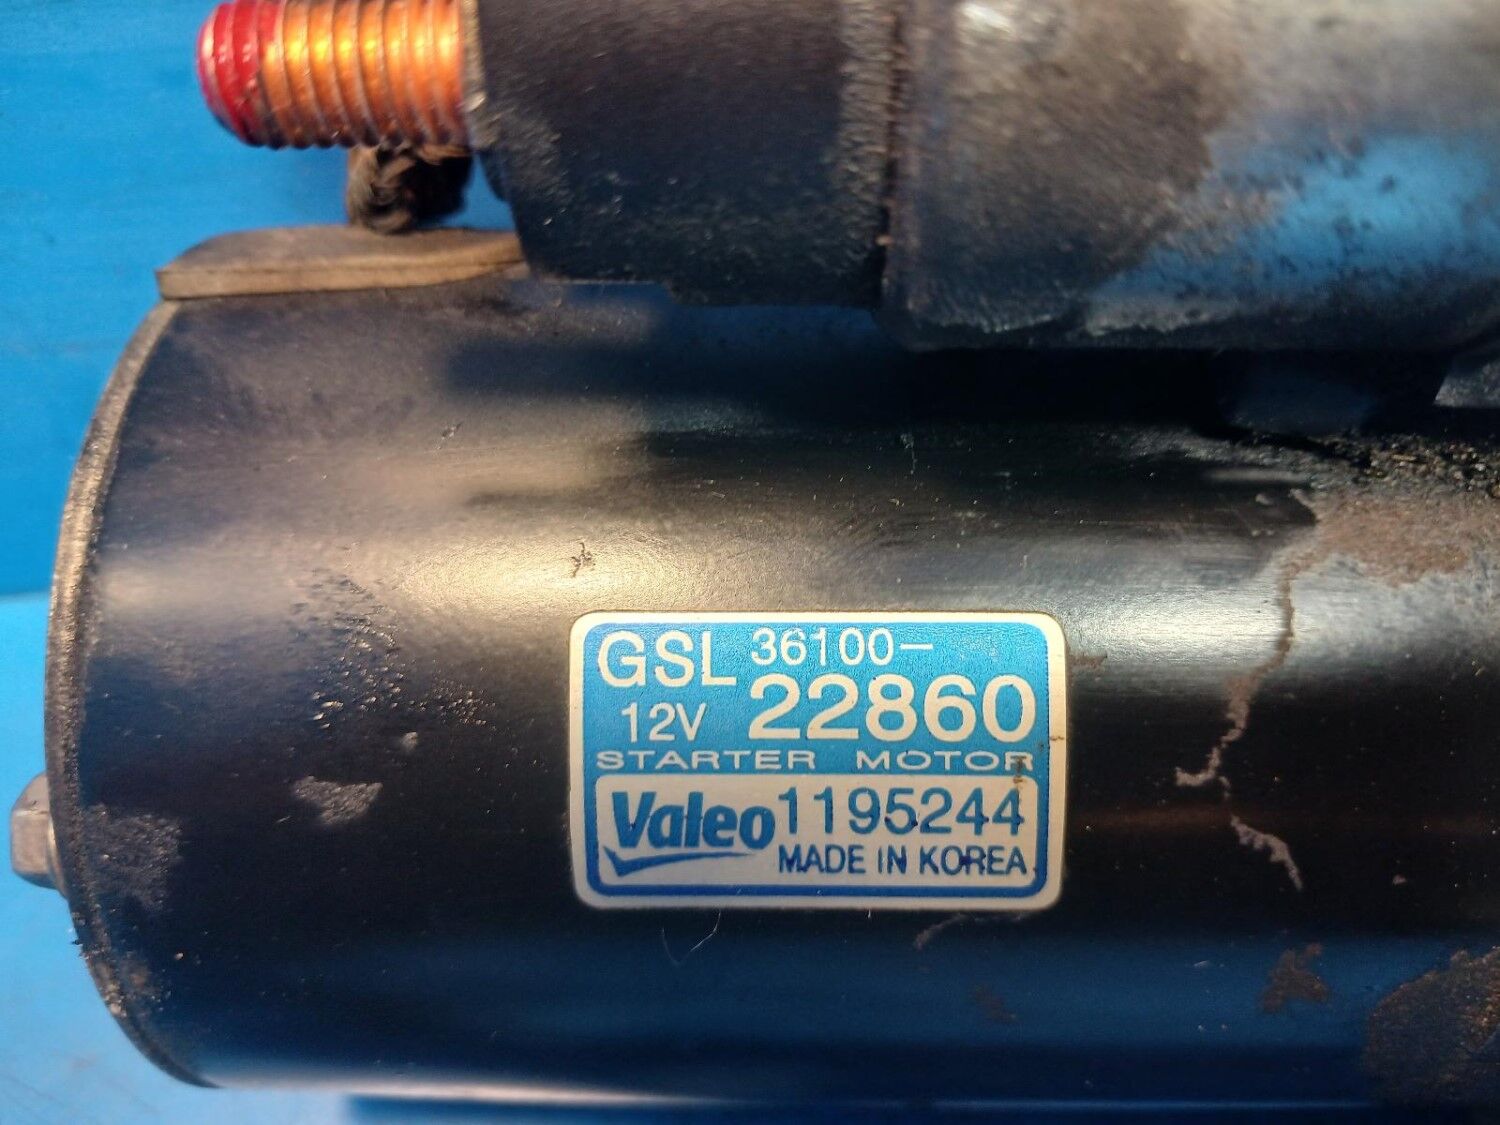 GSL 36100-
12V 22860
STARTER MOTOR
Valeo 1195244
MADE IN KOREA